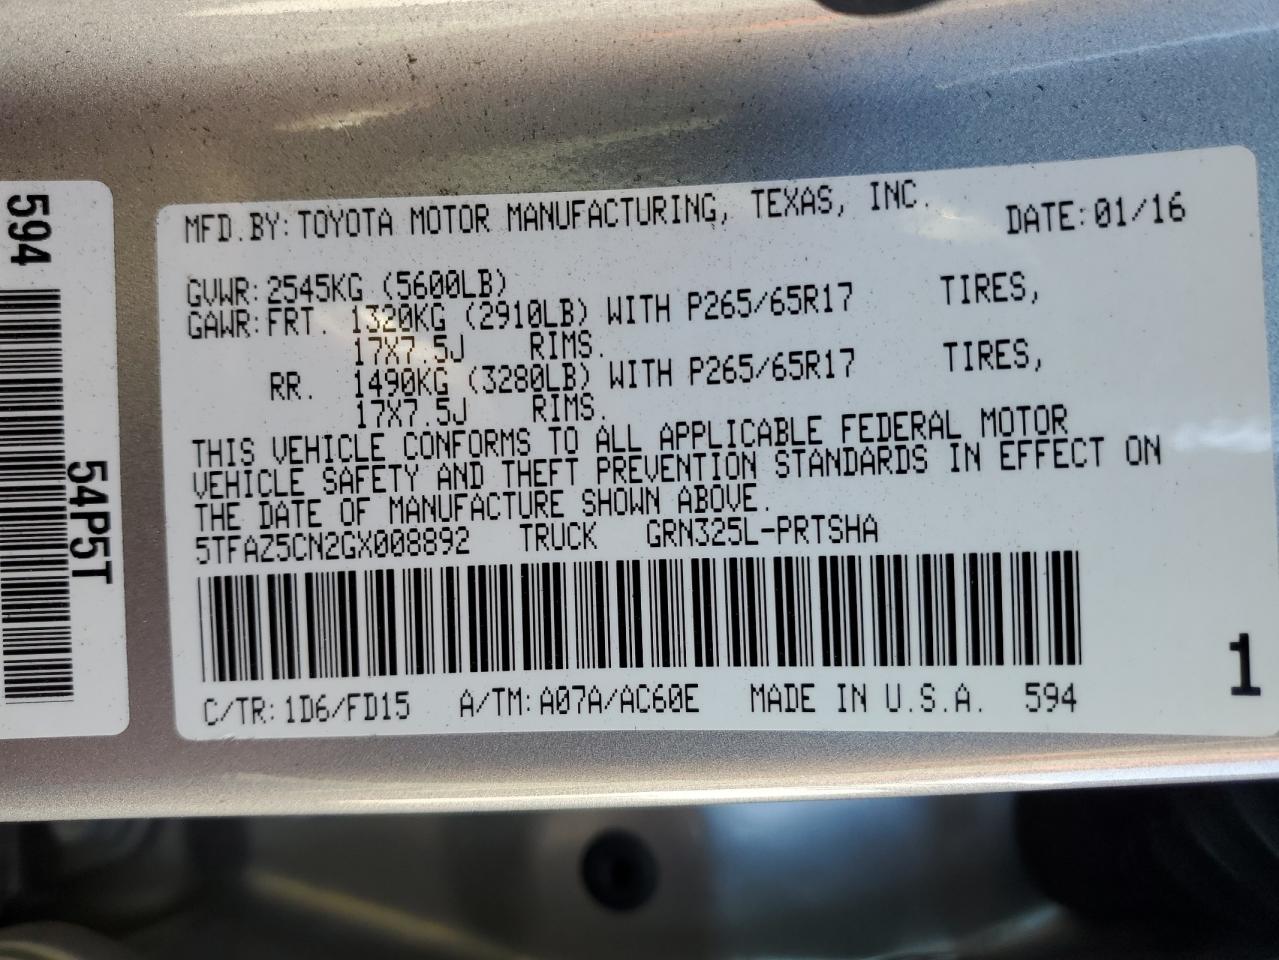 594
54P5T
MFD.BY:TOYOTA MOTOR MANUFACTURING, TEXAS, INC. DATE:01/16
GVWR:2545KG (5600LB)
GAWR:FRT. 1320KG (2910LB) WITH P265/65R17 TIRES,
17X7.5J RIMS.
RR. 1490KG (3280LB) WITH P265/65R17 TIRES,
17X7.5J RIMS.
THIS VEHICLE CONFORMS TO ALL APPLICABLE FEDERAL MOTOR
VEHICLE SAFETY AND THEFT PREVENTION STANDARDS IN EFFECT ON
THE DATE OF MANUFACTURE SHOWN ABOVE.
5TFAZ5CN2GX008892 TRUCK GRN325L-PRTSHA
C/TR:1D6/FD15 A/TM:A07A/AC60E MADE IN U.S.A. 594
1